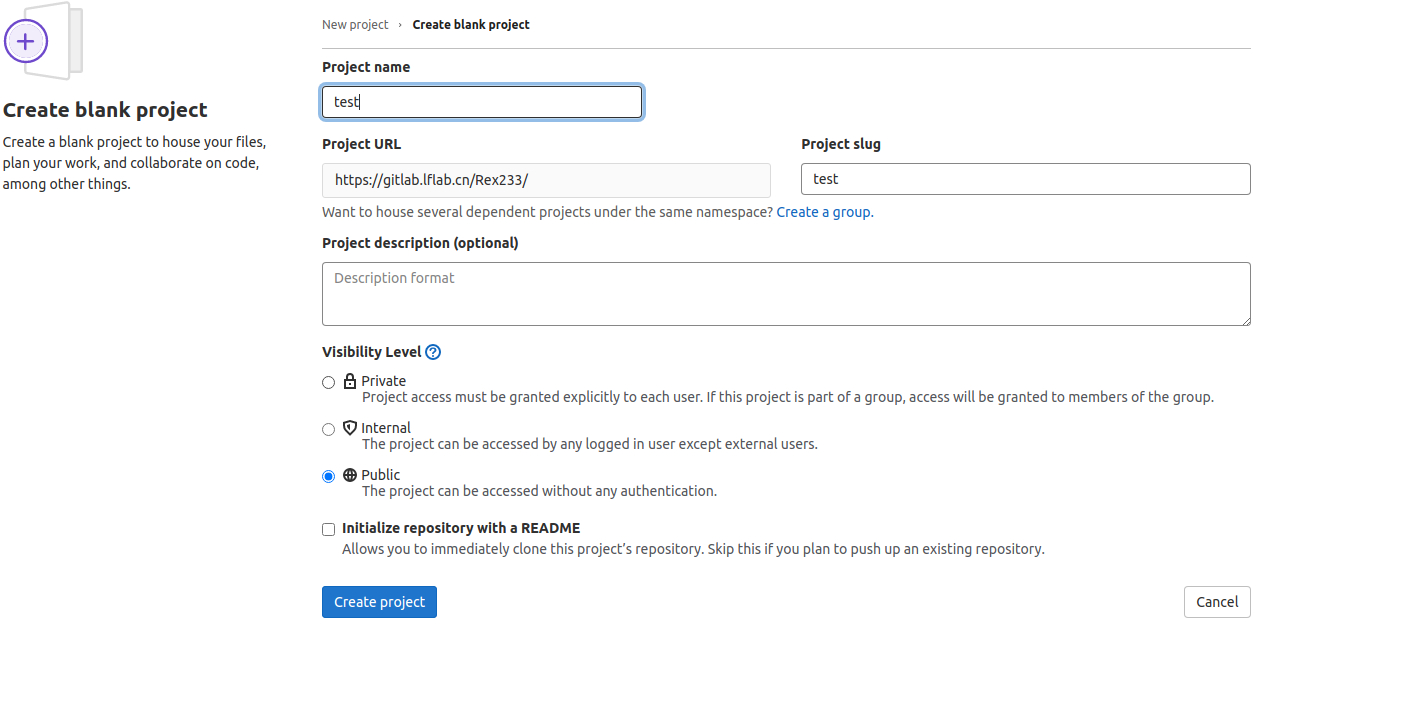 New project › Create blank project
Create blank project
Create a blank project to house your files,
plan your work, and collaborate on code,
among other things.
Project name
test
Project URL
Project slug
https://gitlab.lflab.cn/Rex233/
test
Want to house several dependent projects under the same namespace? Create a group.
Project description (optional)
Description format
Visibility Level
Private
Project access must be granted explicitly to each user. If this project is part of a group, access will be granted to members of the group.
Internal
The project can be accessed by any logged in user except external users.
Public
The project can be accessed without any authentication.
Initialize repository with a README
Allows you to immediately clone this project’s repository. Skip this if you plan to push up an existing repository.
Create project
Cancel